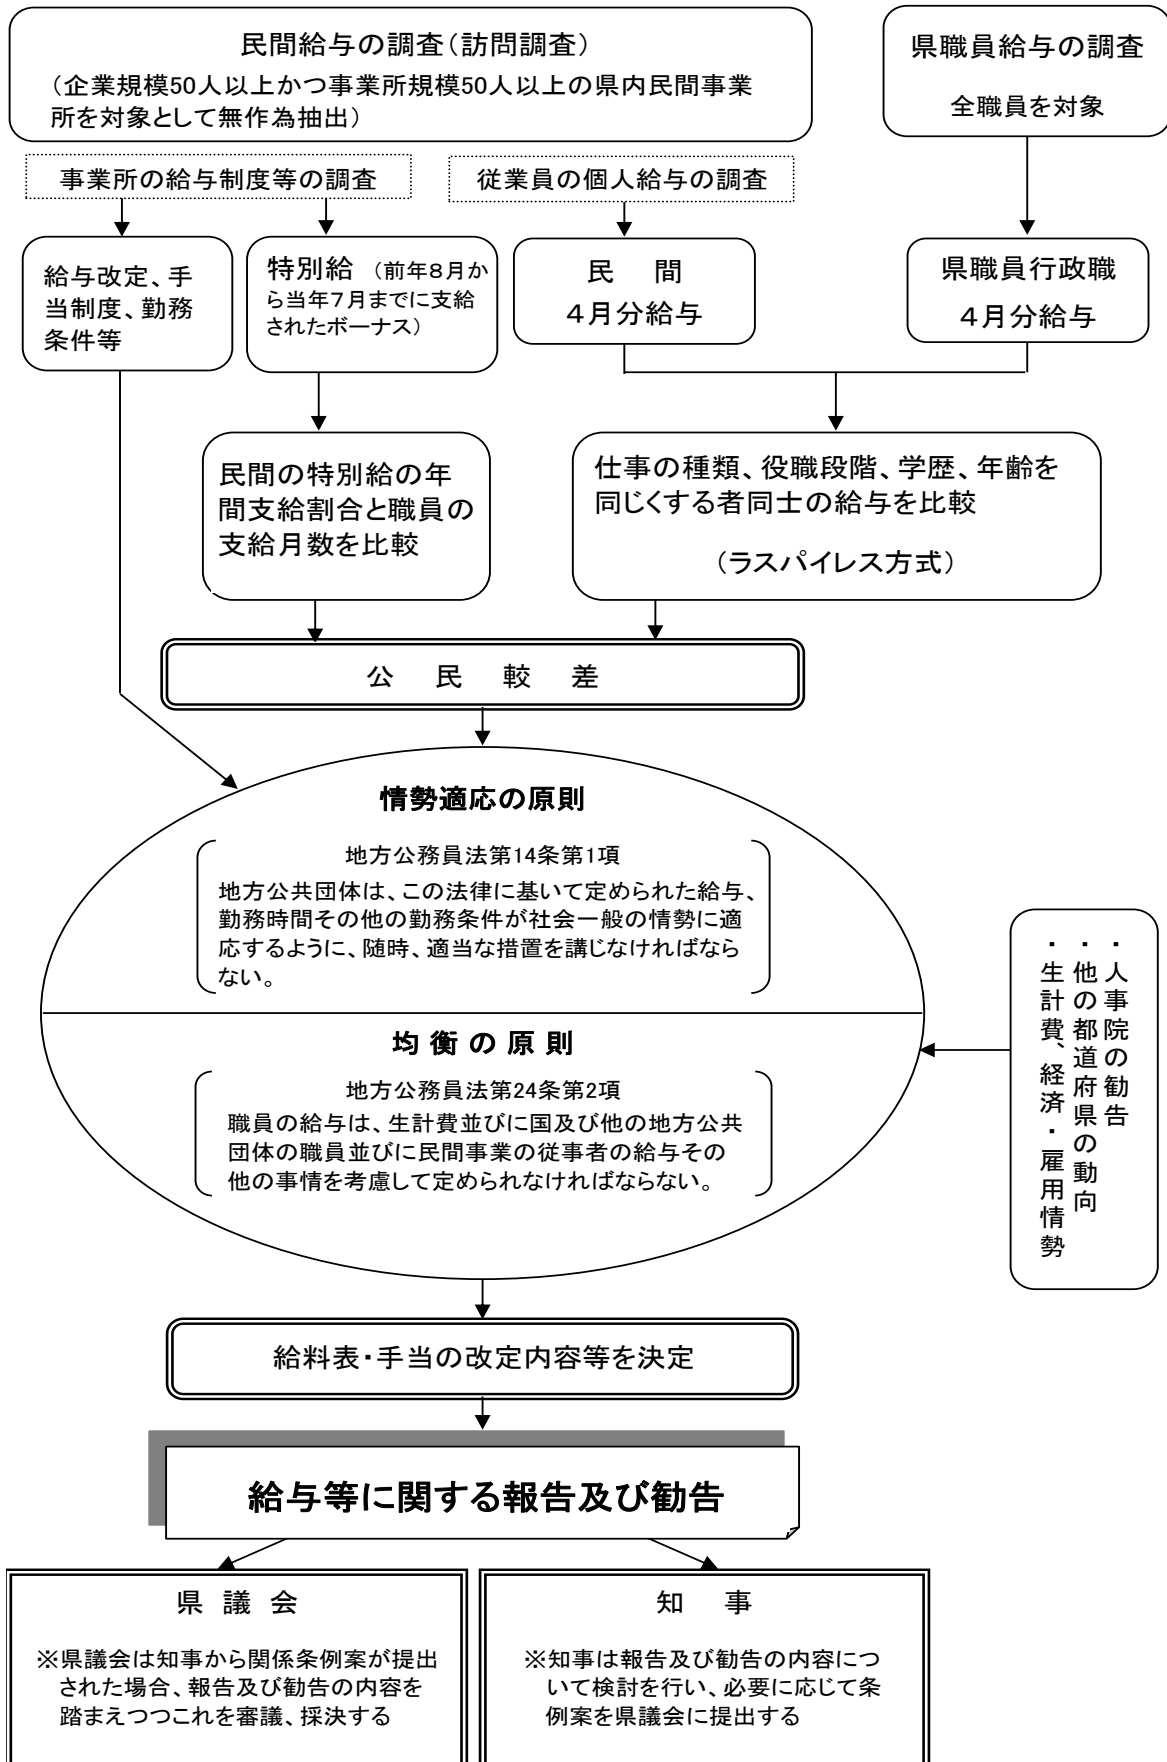 民間給与の調査(訪問調査)
(企業規模50人以上かつ事業所規模50人以上の県内民間事業
所を対象として無作為抽出)
県職員給与の調査
全職員を対象
事業所の給与制度等の調査
従業員の個人給与の調査
給与改定、手
当制度、勤務
条件等
特別給 (前年8月か
ら当年7月までに支給
されたボーナス)
民 間
4月分給与
県職員行政職
4月分給与
民間の特別給の年
間支給割合と職員の
支給月数を比較
仕事の種類、役職段階、学歴、年齢を
同じくする者同士の給与を比較
(ラスパイレス方式)
公 民 較 差
情勢適応の原則
地方公務員法第14条第1項
地方公共団体は、この法律に基いて定められた給与、
勤務時間その他の勤務条件が社会一般の情勢に適
応するように、随時、適当な措置を講じなければなら
ない。
均 衡 の 原 則
地方公務員法第24条第2項
職員の給与は、生計費並びに国及び他の地方公共
団体の職員並びに民間事業の従事者の給与その
他の事情を考慮して定められなければならない。
・人事院の勧告
・他の都道府県の動向
・生計費、経済・雇用情勢
給料表・手当の改定内容等を決定
給与等に関する報告及び勧告
県 議 会
※県議会は知事から関係条例案が提出
された場合、報告及び勧告の内容を
踏まえつつこれを審議、採決する
知 事
※知事は報告及び勧告の内容につ
いて検討を行い、必要に応じて条
例案を県議会に提出する